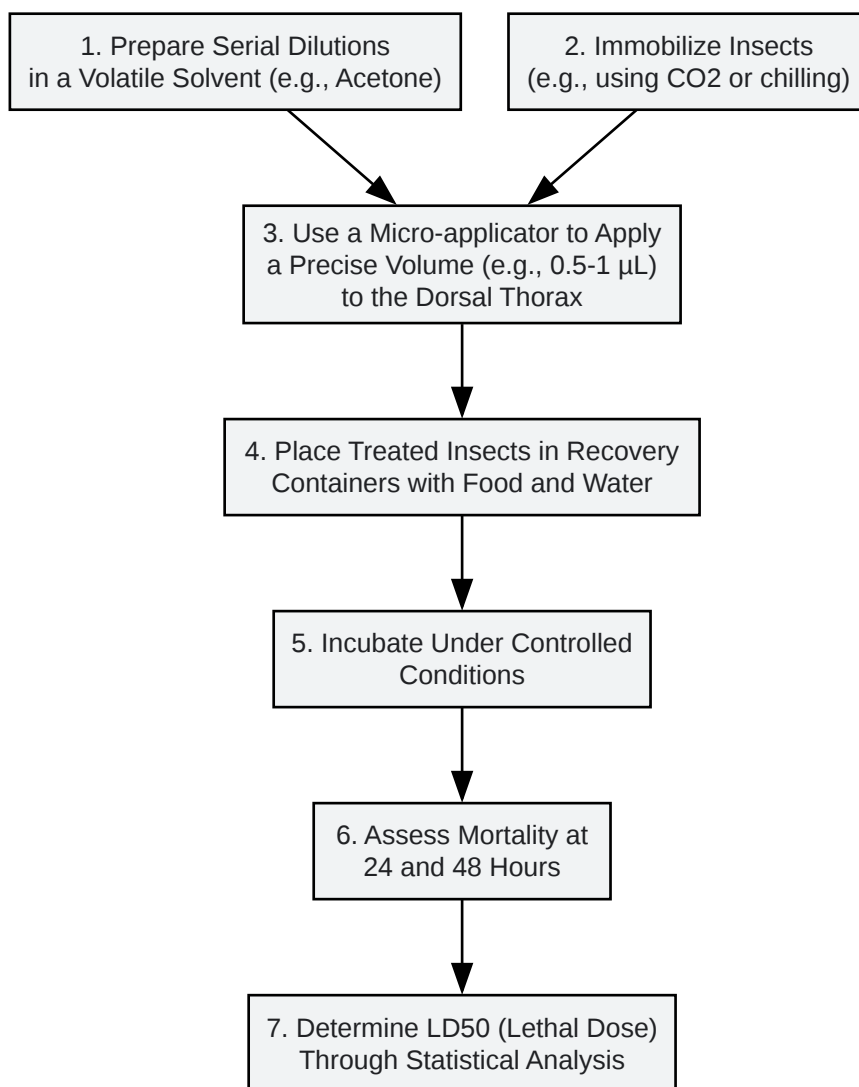 1. Prepare Serial Dilutions
in a Volatile Solvent (e.g., Acetone)
2. Immobilize Insects
(e.g., using CO2 or chilling)
3. Use a Micro-applicator to Apply
a Precise Volume (e.g., 0.5-1 µL)
to the Dorsal Thorax
4. Place Treated Insects in Recovery
Containers with Food and Water
5. Incubate Under Controlled
Conditions
6. Assess Mortality at
24 and 48 Hours
7. Determine LD50 (Lethal Dose)
Through Statistical Analysis